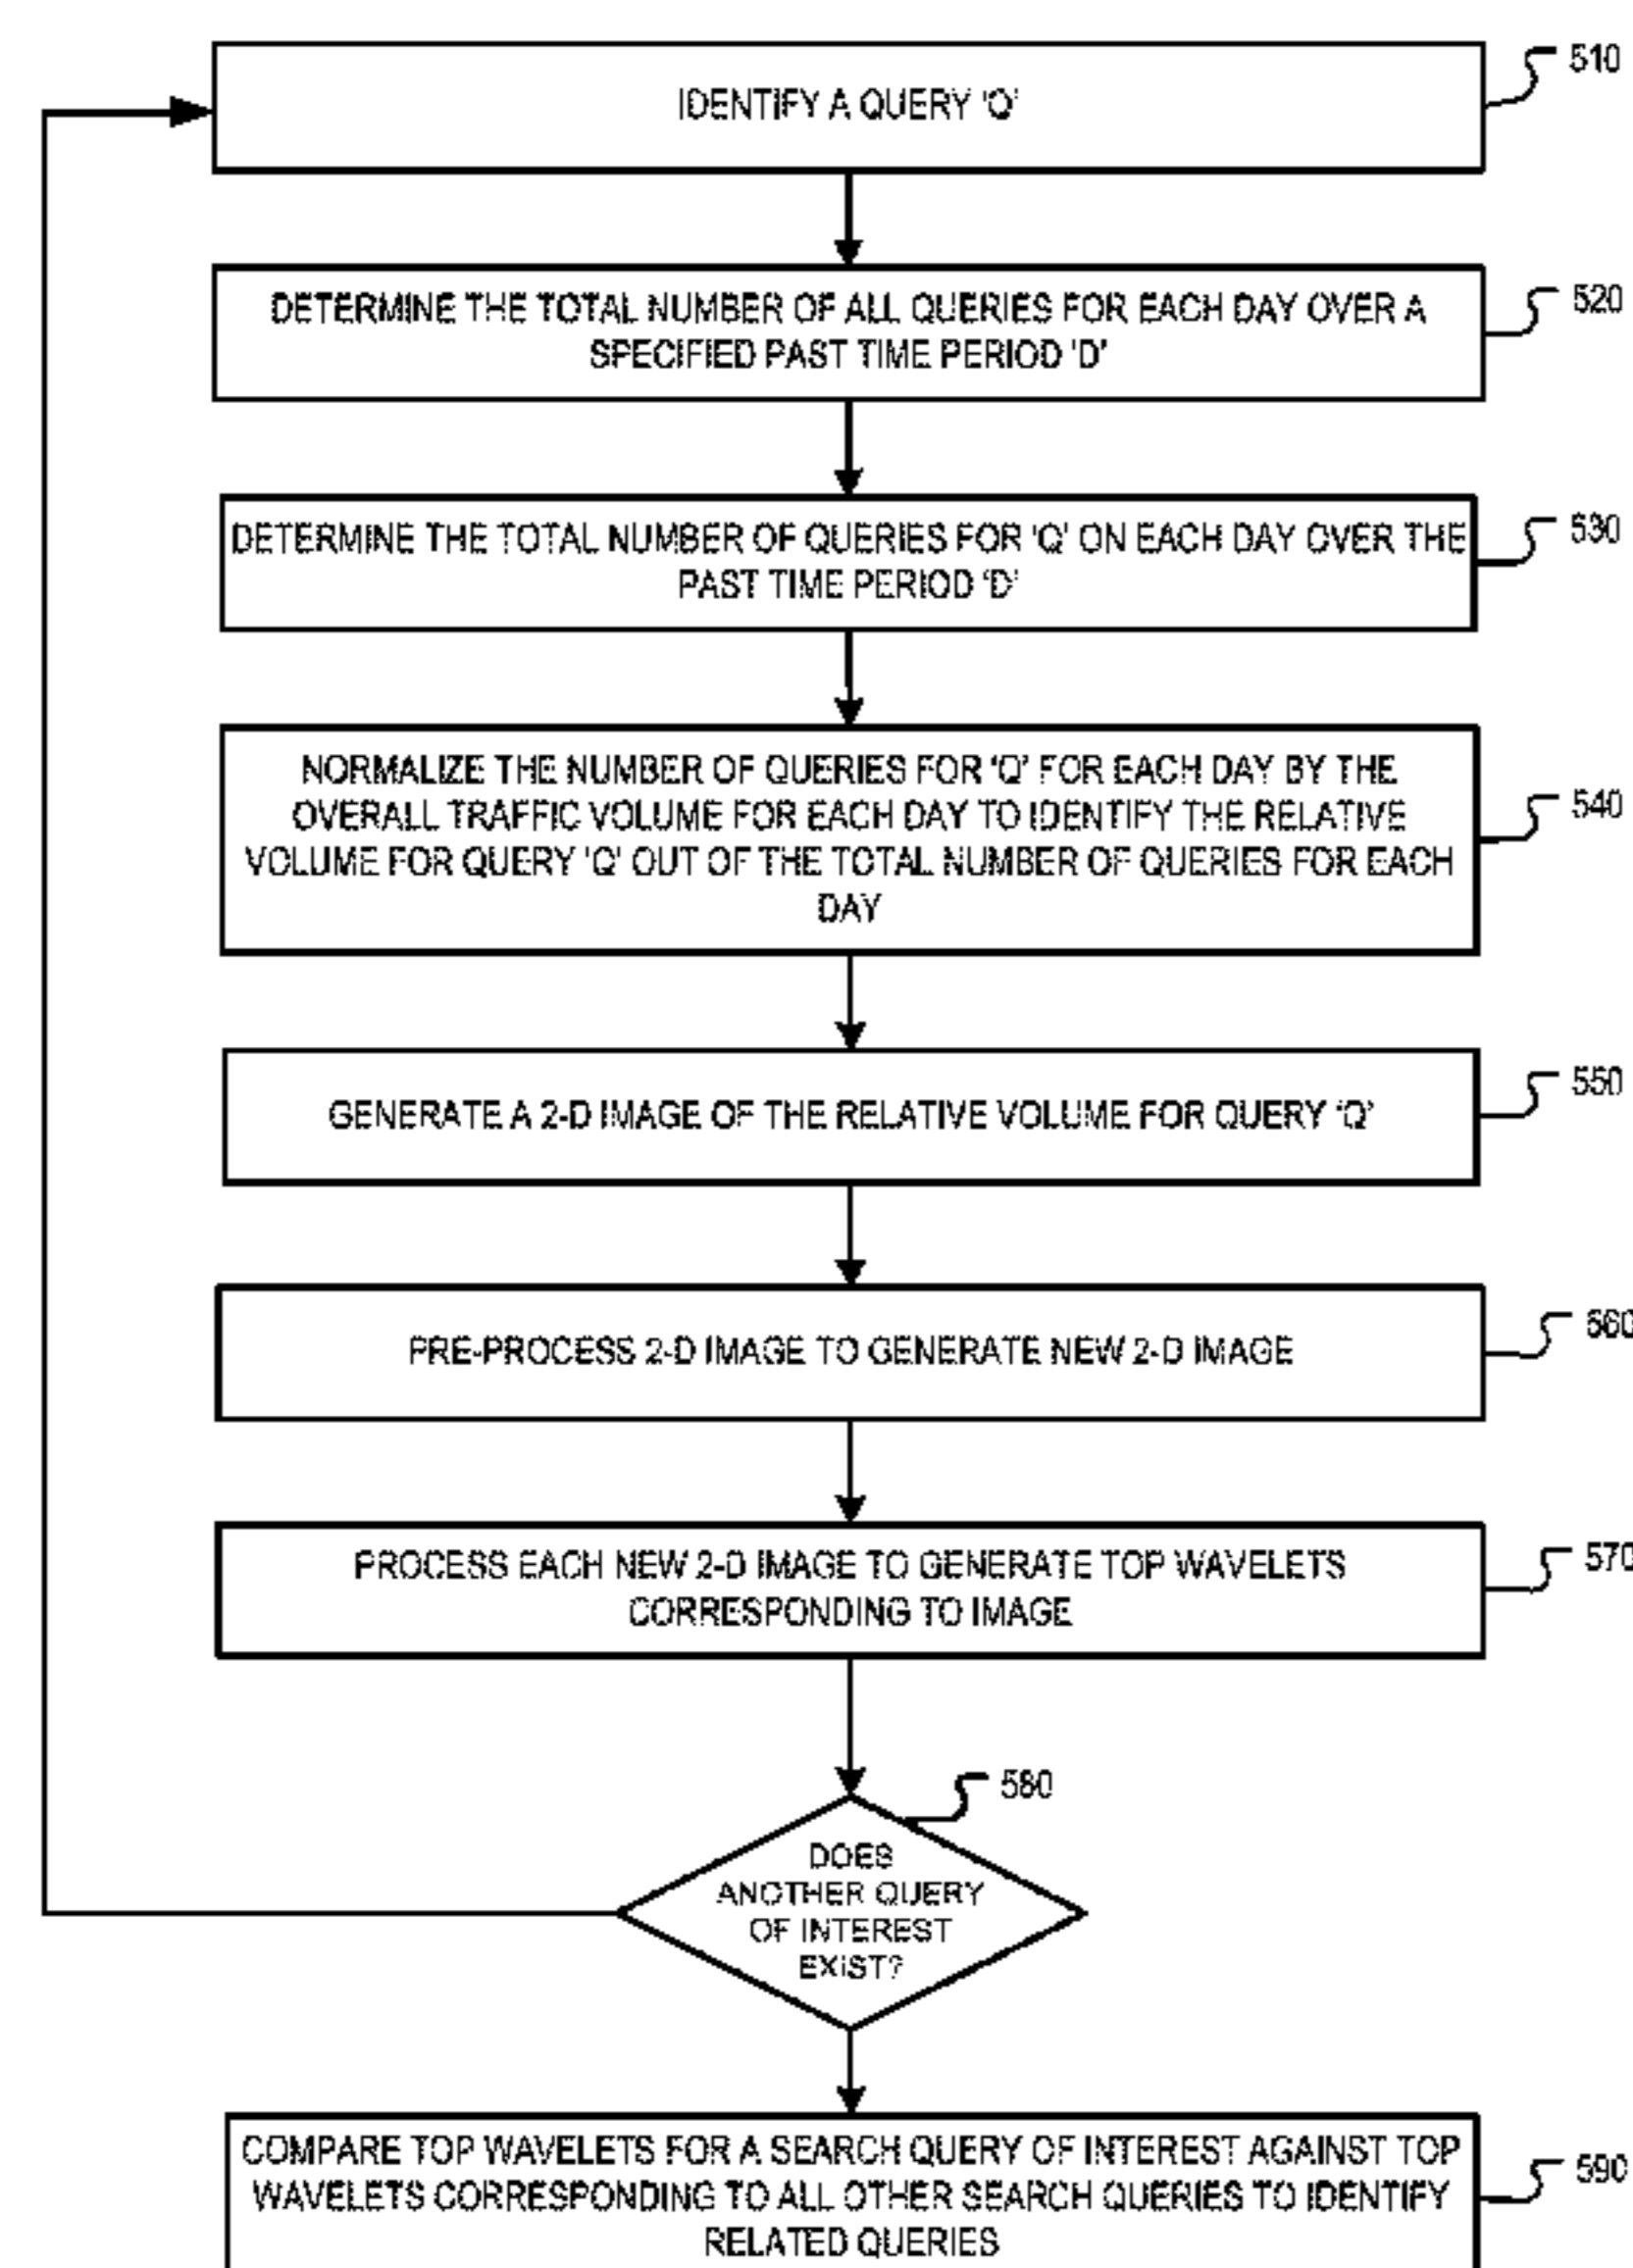 IDENTIFY A QUERY 'Q'
510
DETERMINE THE TOTAL NUMBER OF ALL QUERIES FOR EACH DAY OVER A
SPECIFIED PAST TIME PERIOD 'D'
520
DETERMINE THE TOTAL NUMBER OF QUERIES FOR 'Q' ON EACH DAY OVER THE
PAST TIME PERIOD 'D'
530
NORMALIZE THE NUMBER OF QUERIES FOR 'Q' FOR EACH DAY BY THE
OVERALL TRAFFIC VOLUME FOR EACH DAY TO IDENTIFY THE RELATIVE
VOLUME FOR QUERY 'Q' OUT OF THE TOTAL NUMBER OF QUERIES FOR EACH
DAY
540
GENERATE A 2-D IMAGE OF THE RELATIVE VOLUME FOR QUERY 'Q'
550
PRE-PROCESS 2-D IMAGE TO GENERATE NEW 2-D IMAGE
560
PROCESS EACH NEW 2-D IMAGE TO GENERATE TOP WAVELETS
CORRESPONDING TO IMAGE
570
580
DOES
ANOTHER QUERY
OF INTEREST
EXIST?
COMPARE TOP WAVELETS FOR A SEARCH QUERY OF INTEREST AGAINST TOP
WAVELETS CORRESPONDING TO ALL OTHER SEARCH QUERIES TO IDENTIFY
RELATED QUERIES
590